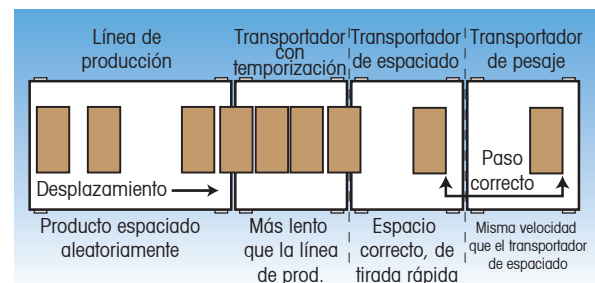 Línea de
producción
Transportador
con
temporización
Transportador
de espaciado
Transportador
de pesaje
Desplazamiento
Paso
correcto
Producto espaciado
aleatoriamente
Más lento
que la línea
de prod.
Espacio
correcto, de
tirada rápida
Misma velocidad
que el transportador
de espaciado